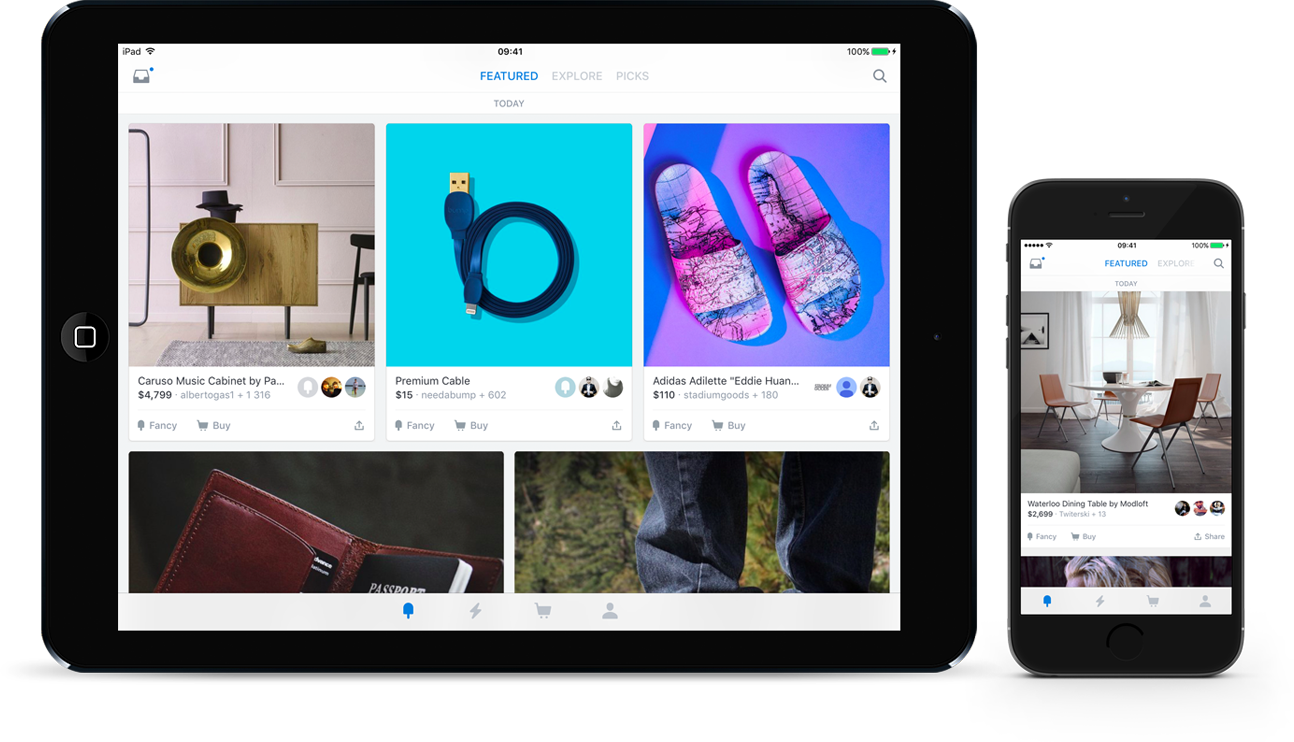 iPad 09:41 100%
FEATURED EXPLORE PICKS
TODAY
Caruso Music Cabinet by Pa...
$4,799 · albertogas1 + 1 316
Fancy Buy
Premium Cable
$15 · needabump + 602
Fancy Buy
Adidas Adilette "Eddie Huan...
$110 · stadiumgoods + 180
Fancy Buy
PASSPORT
09:41 100%
FEATURED EXPLORE
TODAY
Waterloo Dining Table by Modloft
$2,699 · Twiterski + 13
Fancy Buy Share